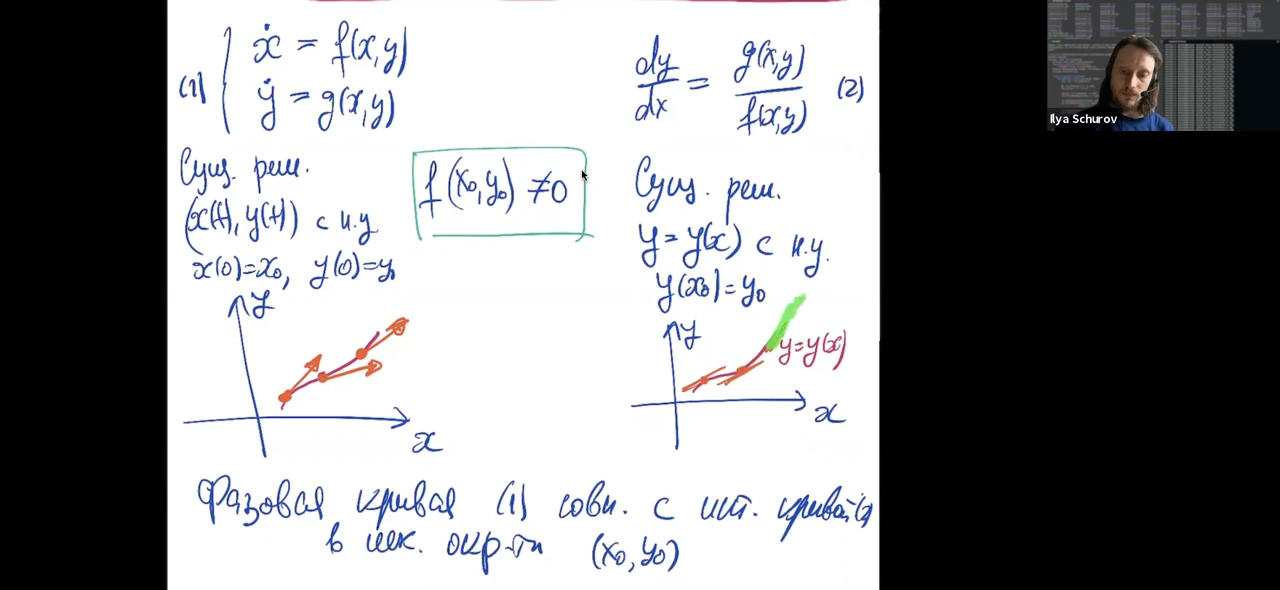 (1) { ẋ = f(x,y)
ẏ = g(x,y)
Сущ. реш.
(x(t), y(t)) с н.у
x(0)=x₀, y(0)=y₀
y
x
f(x₀,y₀) ≠0
dy/dx = g(x,y)/f(x,y) (2)
Сущ. реш.
y=y(x) с н.у.
y(x₀)=y₀
y
y=y(x)
x
Фазовая кривая (1) совп. с инт. кривой (2)
в нек. окр-ти (x₀,y₀)
Ilya Schurov